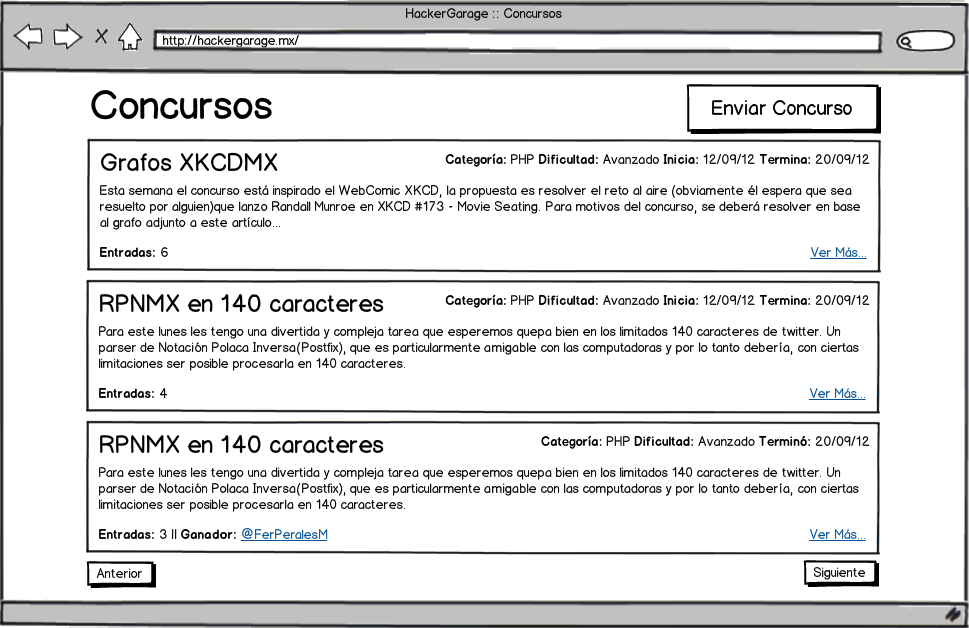 HackerGarage :: Concursos
http://hackergarage.mx/
Concursos
Enviar Concurso
Grafos XKCDMX
Categoría: PHP Dificultad: Avanzado Inicia: 12/09/12 Termina: 20/09/12
Esta semana el concurso está inspirado el WebComic XKCD, la propuesta es resolver el reto al aire (obviamente él espera que sea
resuelto por alguien)que lanzo Randall Munroe en XKCD #173 - Movie Seating. Para motivos del concurso, se deberá resolver en base
al grafo adjunto a este artículo...
Entradas: 6
Ver Más...
RPNMX en 140 caracteres
Categoría: PHP Dificultad: Avanzado Inicia: 12/09/12 Termina: 20/09/12
Para este lunes les tengo una divertida y compleja tarea que esperemos quepa bien en los limitados 140 caracteres de twitter. Un
parser de Notación Polaca Inversa(Postfix), que es particularmente amigable con las computadoras y por lo tanto debería, con ciertas
limitaciones ser posible procesarla en 140 caracteres.
Entradas: 4
Ver Más...
RPNMX en 140 caracteres
Categoría: PHP Dificultad: Avanzado Terminó: 20/09/12
Para este lunes les tengo una divertida y compleja tarea que esperemos quepa bien en los limitados 140 caracteres de twitter. Un
parser de Notación Polaca Inversa(Postfix), que es particularmente amigable con las computadoras y por lo tanto debería, con ciertas
limitaciones ser posible procesarla en 140 caracteres.
Entradas: 3 || Ganador: @FerPeralesM
Ver Más...
Anterior
Siguiente